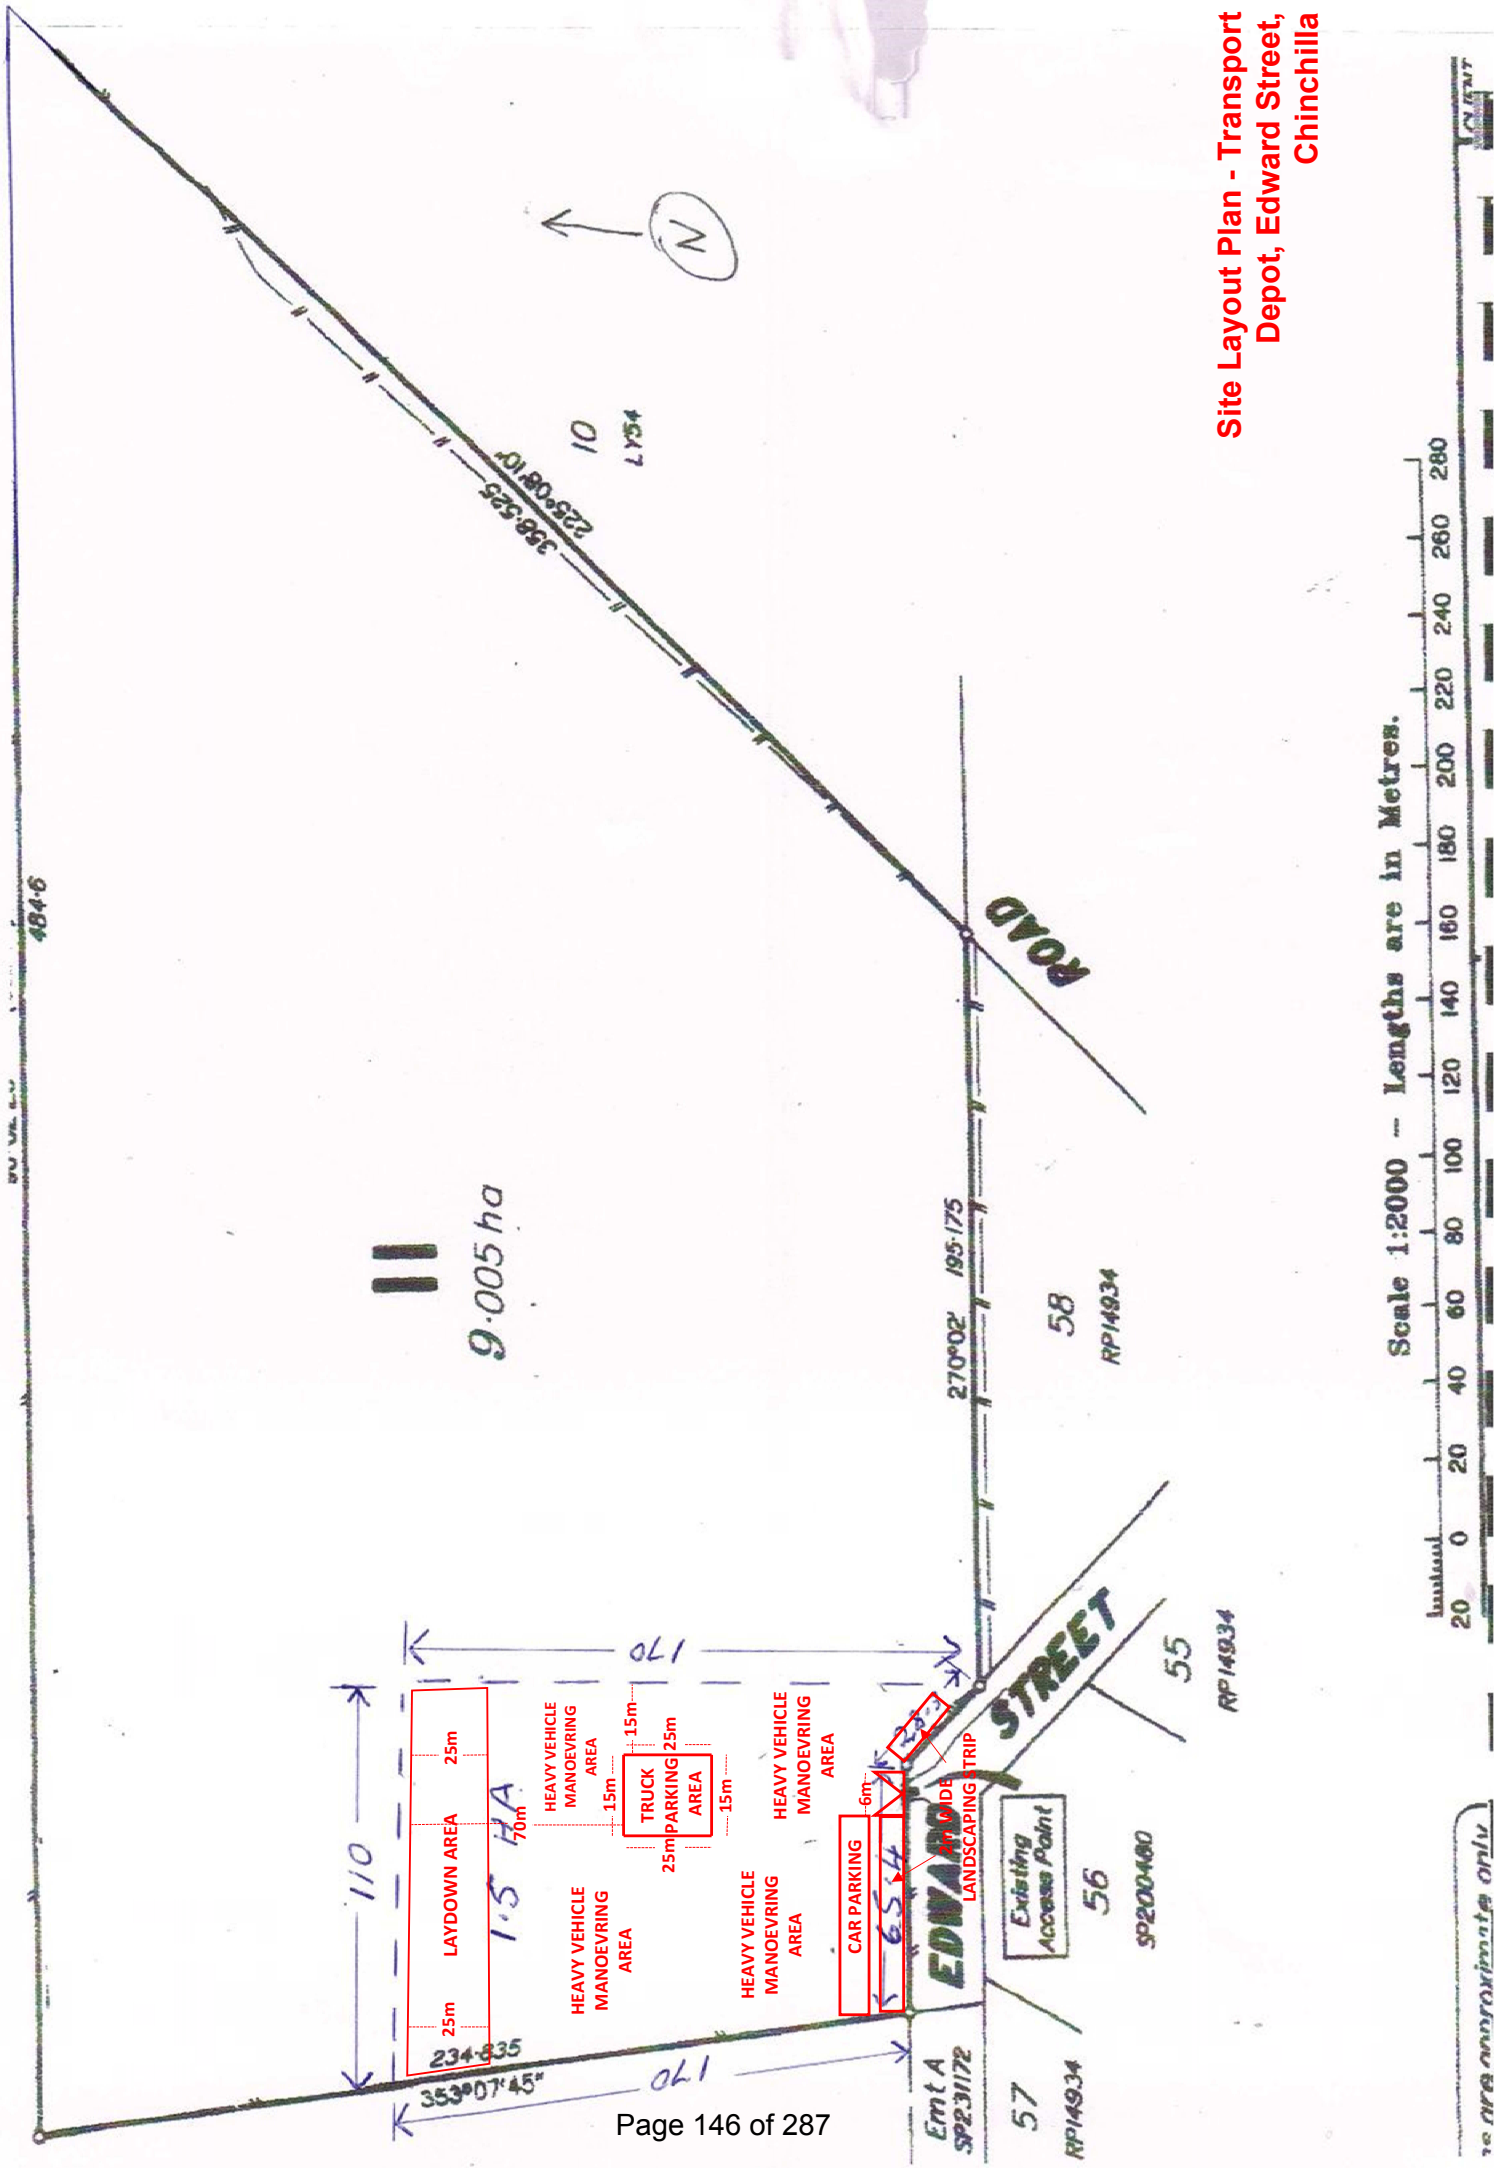 484·6
11
9·005 ha
358·525
225°08'10"
10
LY54
N
ROAD
270°02'
195·175
58
RP14934
110
170
170
234·835
353°07'45"
25m
LAYDOWN AREA
25m
1·5 HA
70m
HEAVY VEHICLE
MANOEVRING
AREA
HEAVY VEHICLE
MANOEVRING
AREA
15m
TRUCK
PARKING
AREA
25m
25m
15m
15m
HEAVY VEHICLE
MANOEVRING
AREA
HEAVY VEHICLE
MANOEVRING
AREA
CAR PARKING
6m
65·4
2m WIDE
LANDSCAPING STRIP
EDWARD
STREET
Existing
Access Point
Emt A
SP231172
57
RP14934
56
SP200480
55
RP14934
Scale 1:2000 — Lengths are in Metres.
20 0 20 40 60 80 100 120 140 160 180 200 220 240 260 280
Site Layout Plan - Transport
Depot, Edward Street,
Chinchilla
CLIENT
are approximate only
Page 146 of 287